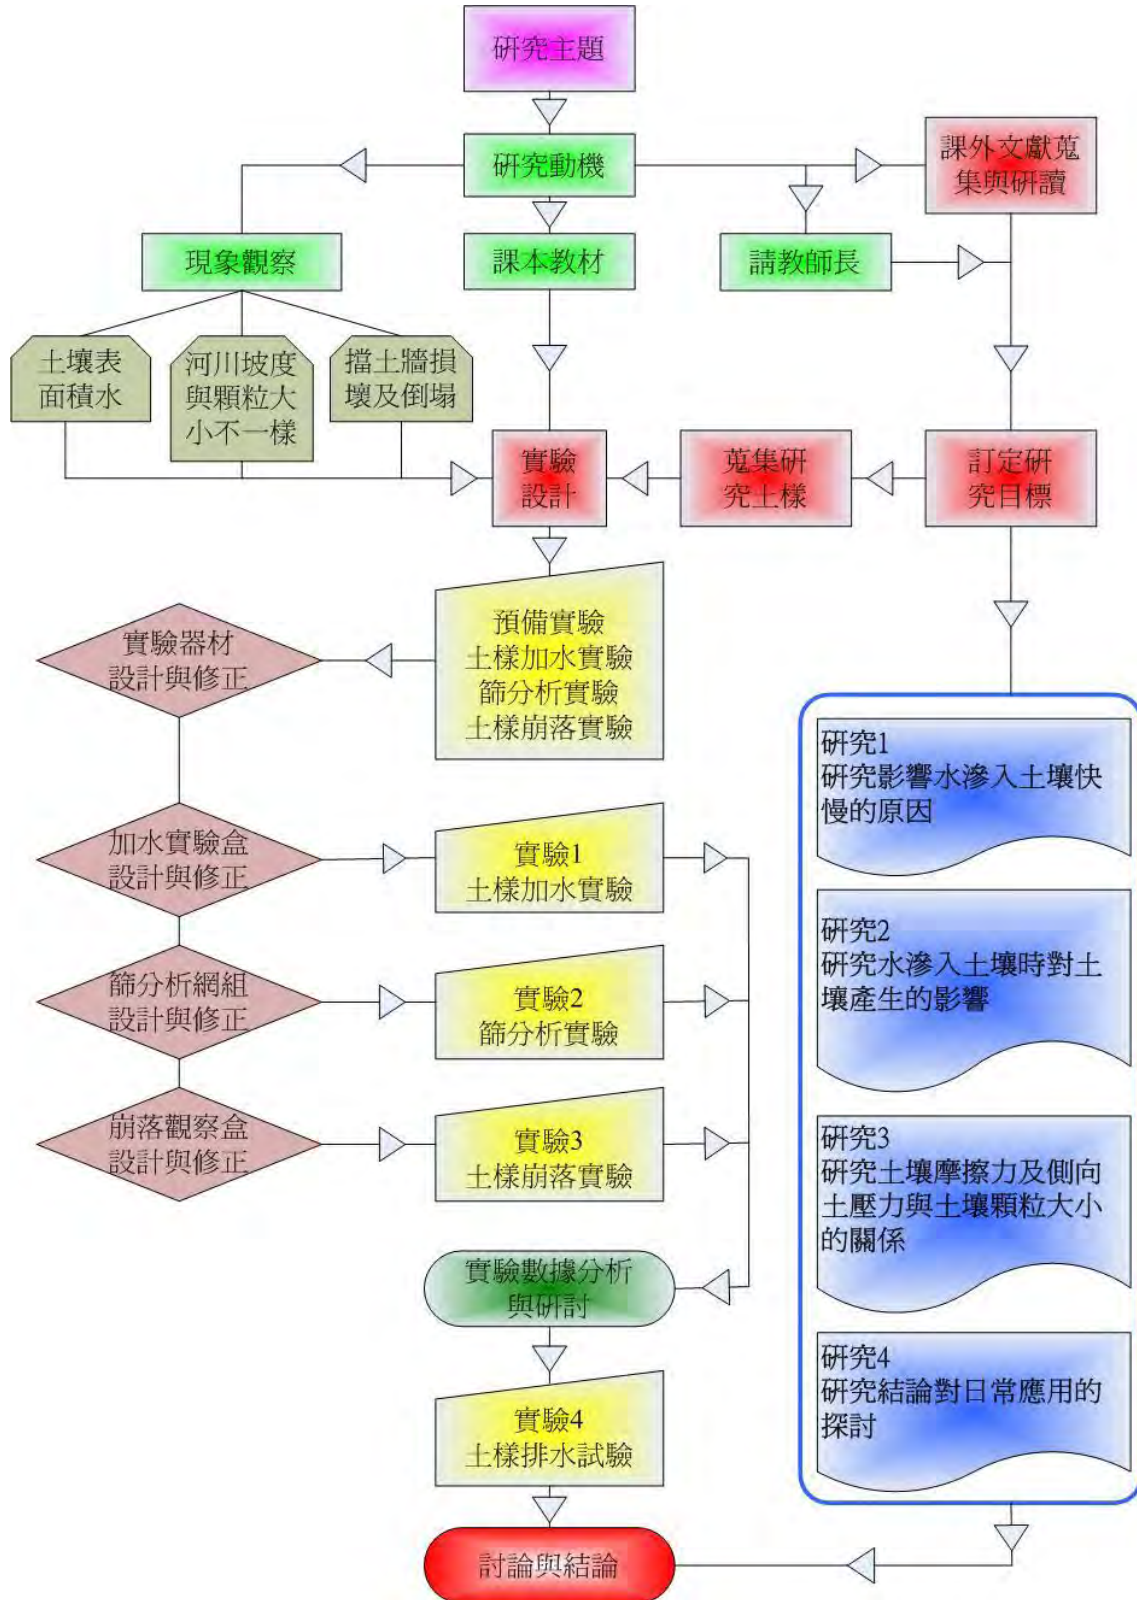 研究主題
研究動機
課外文獻蒐
集與研讀
現象觀察
課本教材
請教師長
土壤表
面積水
河川坡度
與顆粒大
小不一樣
擋土牆損
壞及倒塌
實驗
設計
蒐集研
究土樣
訂定研
究目標
預備實驗
土樣加水實驗
篩分析實驗
土樣崩落實驗
實驗器材
設計與修正
加水實驗盒
設計與修正
實驗1
土樣加水實驗
篩分析網組
設計與修正
實驗2
篩分析實驗
崩落觀察盒
設計與修正
實驗3
土樣崩落實驗
實驗數據分析
與研討
實驗4
土樣排水試驗
研究1
研究影響水滲入土壤快
慢的原因
研究2
研究水滲入土壤時對土
壤產生的影響
研究3
研究土壤摩擦力及側向
土壓力與土壤顆粒大小
的關係
研究4
研究結論對日常應用的
探討
討論與結論